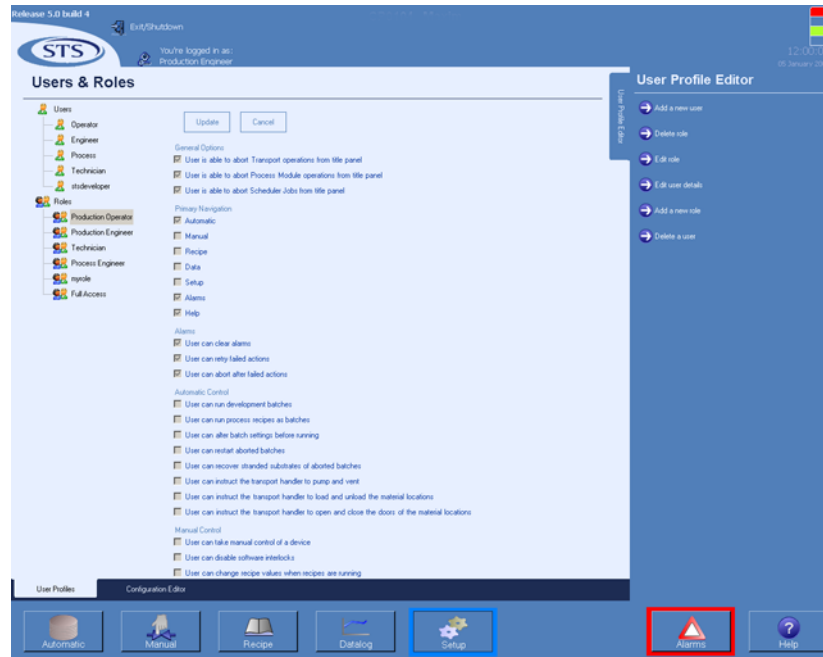 Release 5.0 build 4
Exit/Shutdown
STS
You're logged in as:
Production Engineer
12:00:0
05 January 20
Users & Roles
Users
Operator
Engineer
Process
Technician
stsdeveloper
Roles
Production Operator
Production Engineer
Technician
Process Engineer
myrole
Full Access
Update
Cancel
General Options
User is able to abort Transport operations from title panel
User is able to abort Process Module operations from title panel
User is able to abort Scheduler Jobs from title panel
Primary Navigation
Automatic
Manual
Recipe
Data
Setup
Alarms
Help
Alarms
User can clear alarms
User can retry failed actions
User can abort after failed actions
Automatic Control
User can run development batches
User can run process recipes as batches
User can alter batch settings before running
User can restart aborted batches
User can recover stranded substrates of aborted batches
User can instruct the transport handler to pump and vent
User can instruct the transport handler to load and unload the material locations
User can instruct the transport handler to open and close the doors of the material locations
Manual Control
User can take manual control of a device
User can disable software interlocks
User can change recipe values when recipes are running
User Profile Editor
User Profile Editor
Add a new user
Delete role
Edit role
Edit user details
Add a new role
Delete a user
User Profiles
Configuration Editor
Automatic
Manual
Recipe
Datalog
Setup
Alarms
Help